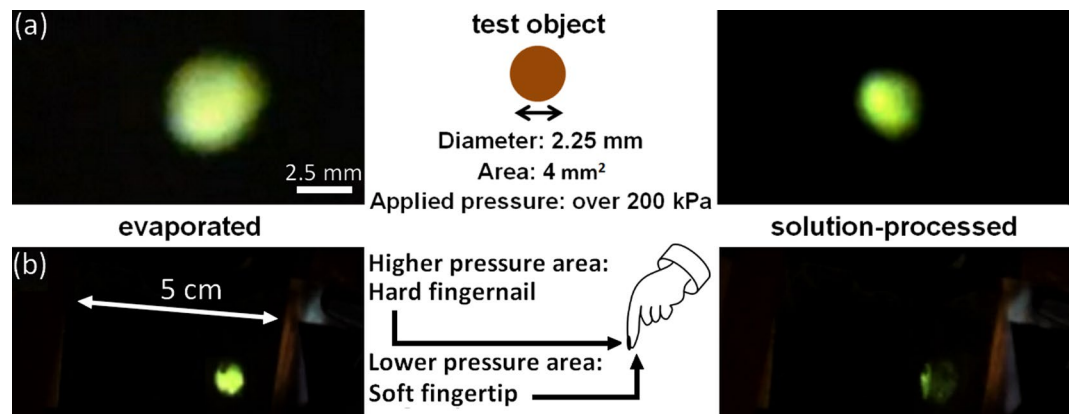 (a)
test object
Diameter: 2.25 mm
Area: 4 mm²
Applied pressure: over 200 kPa
2.5 mm
evaporated
solution-processed
(b)
5 cm
Higher pressure area:
Hard fingernail
Lower pressure area:
Soft fingertip